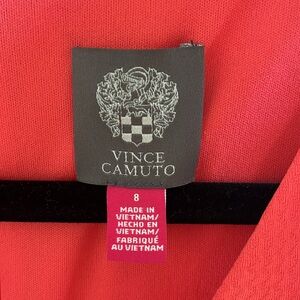 VINCE
CAMUTO
8
MADE IN
VIETNAM/
HECHO EN
VIETNAM/
FABRIQUÉ
AU VIETNAM